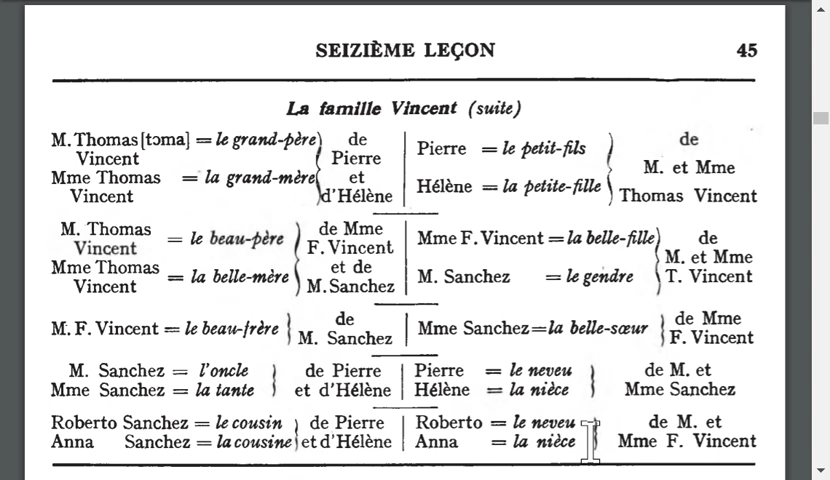 SEIZIÈME LEÇON 45
La famille Vincent (suite)
M. Thomas [tɔma] = le grand-père
Vincent
Mme Thomas = la grand-mère
Vincent
de
Pierre
et
d'Hélène
Pierre = le petit-fils
Hélène = la petite-fille
de
M. et Mme
Thomas Vincent
M. Thomas
Vincent = le beau-père
Mme Thomas
Vincent = la belle-mère
de Mme
F. Vincent
et de
M. Sanchez
Mme F. Vincent = la belle-fille
M. Sanchez = le gendre
de
M. et Mme
T. Vincent
M. F. Vincent = le beau-frère
de
M. Sanchez
Mme Sanchez = la belle-sœur
de Mme
F. Vincent
M. Sanchez = l'oncle
Mme Sanchez = la tante
de Pierre
et d'Hélène
Pierre = le neveu
Hélène = la nièce
de M. et
Mme Sanchez
Roberto Sanchez = le cousin
Anna Sanchez = la cousine
de Pierre
et d'Hélène
Roberto = le neveu
Anna = la nièce
de M. et
Mme F. Vincent